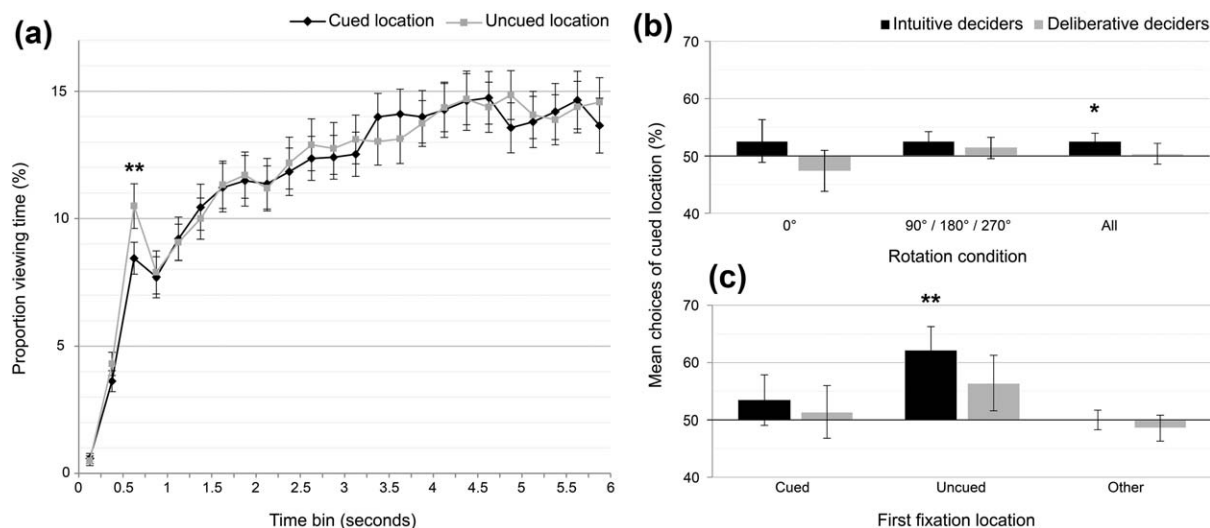 (a)
Cued location Uncued location
Proportion viewing time (%)
15
10
5
0
**
0 0.5 1 1.5 2 2.5 3 3.5 4 4.5 5 5.5 6
Time bin (seconds)
(b)
Intuitive deciders Deliberative deciders
Mean choices of cued location (%)
70
60
50
40
*
0° 90° / 180° / 270° All
Rotation condition
(c)
70
60
50
40
**
Cued Uncued Other
First fixation location